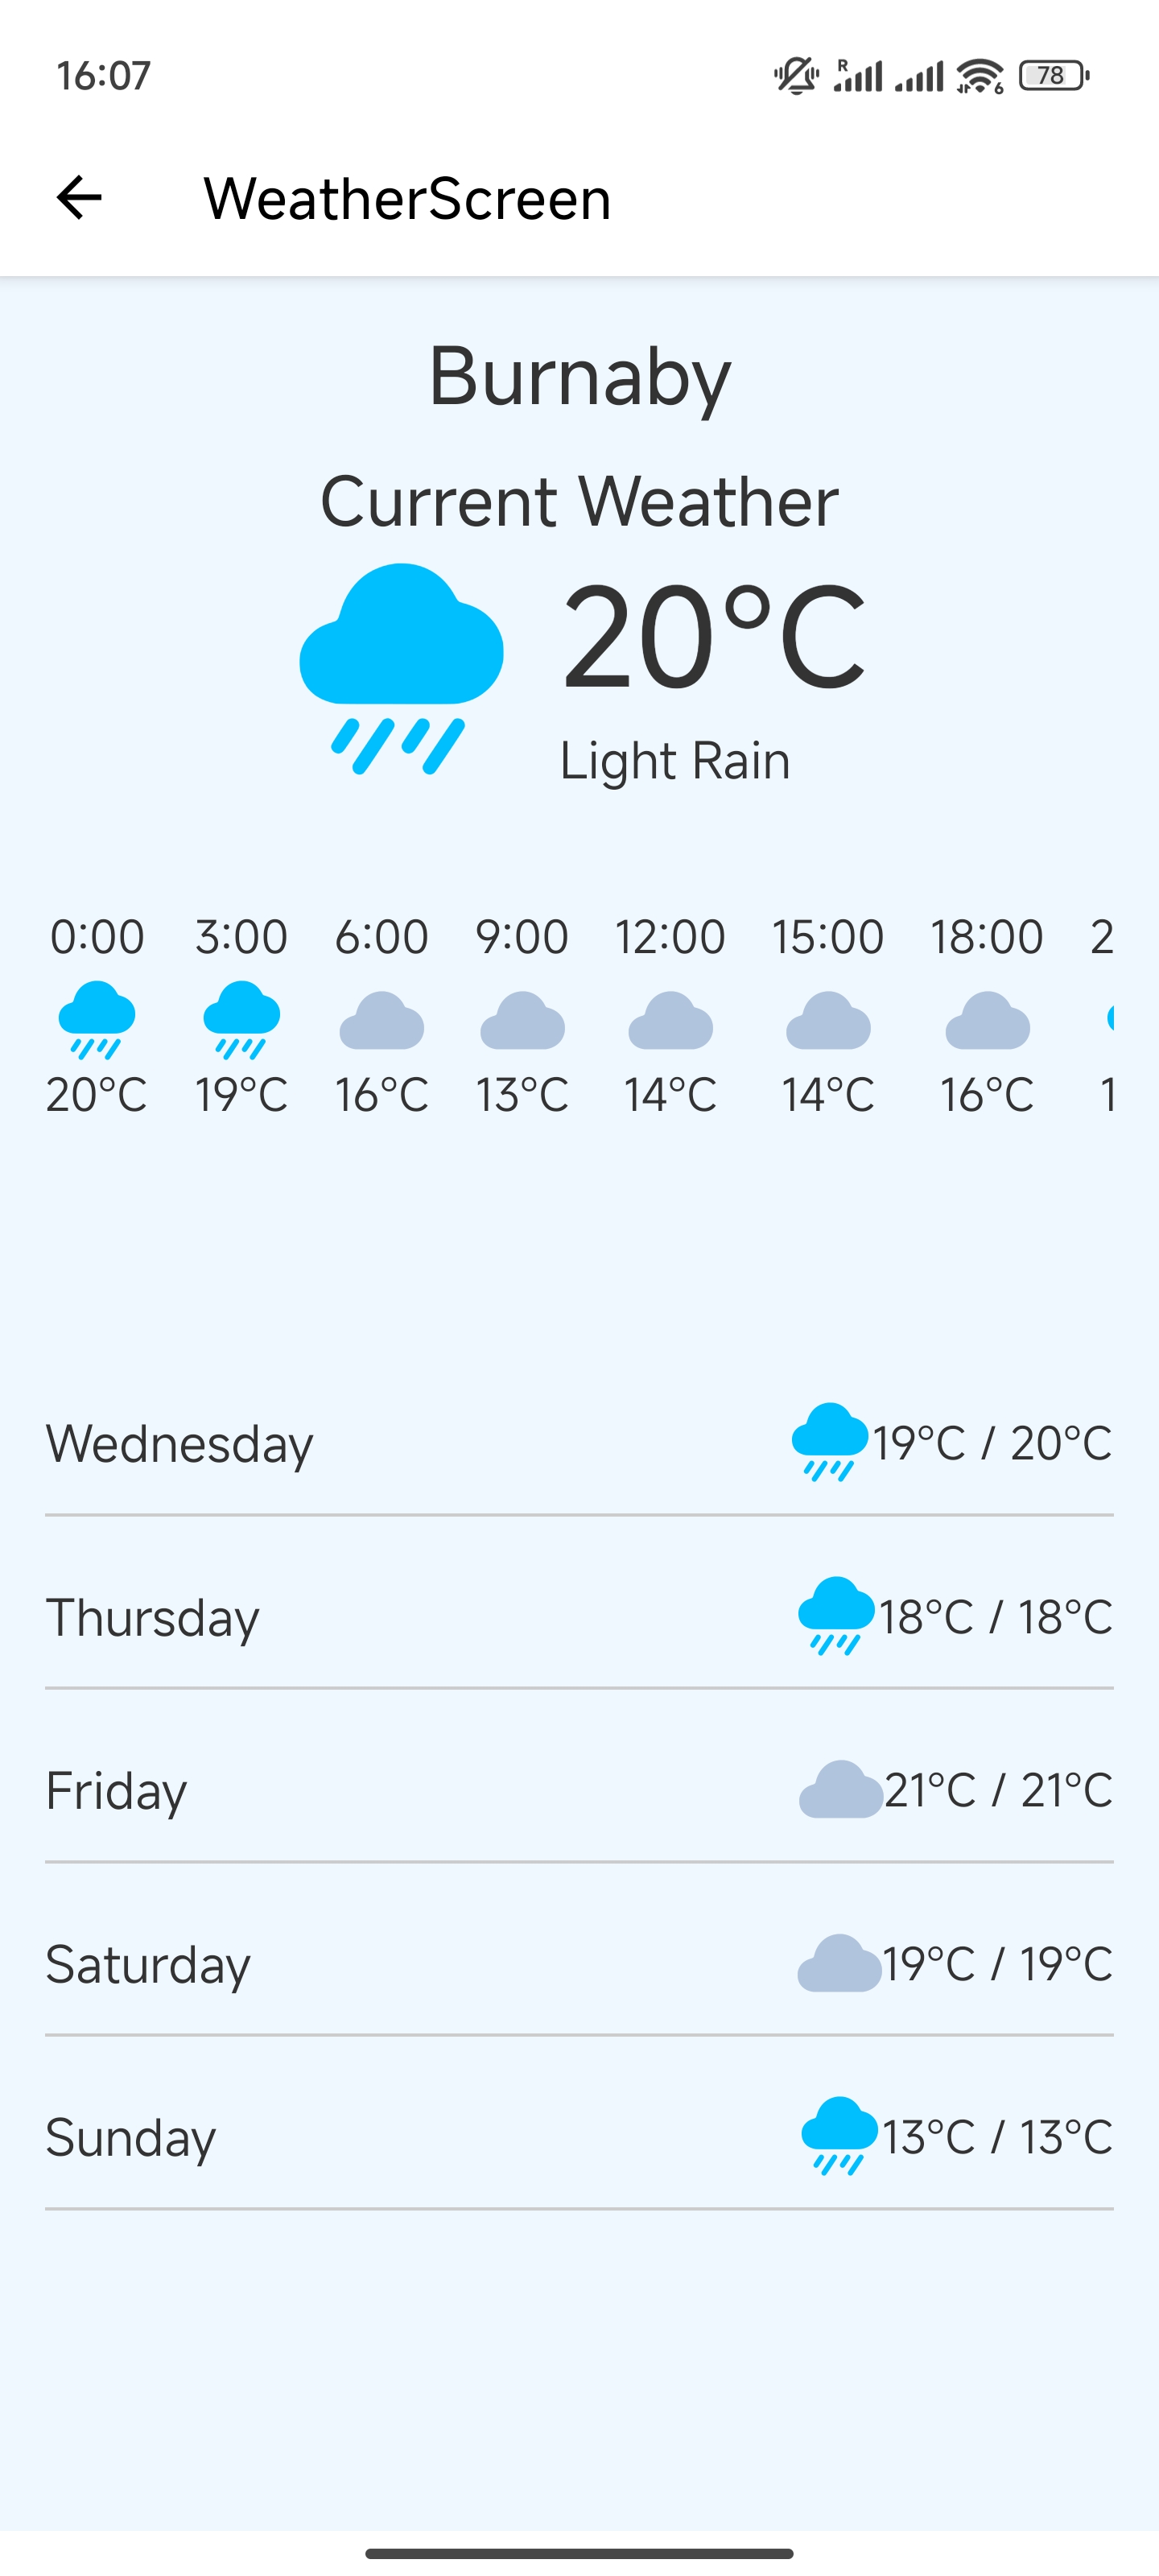 16:07
R
6
78
WeatherScreen
Burnaby
Current Weather
20°C
Light Rain
0:00 3:00 6:00 9:00 12:00 15:00 18:00 2
20°C 19°C 16°C 13°C 14°C 14°C 16°C 1
Wednesday 19°C / 20°C
Thursday 18°C / 18°C
Friday 21°C / 21°C
Saturday 19°C / 19°C
Sunday 13°C / 13°C